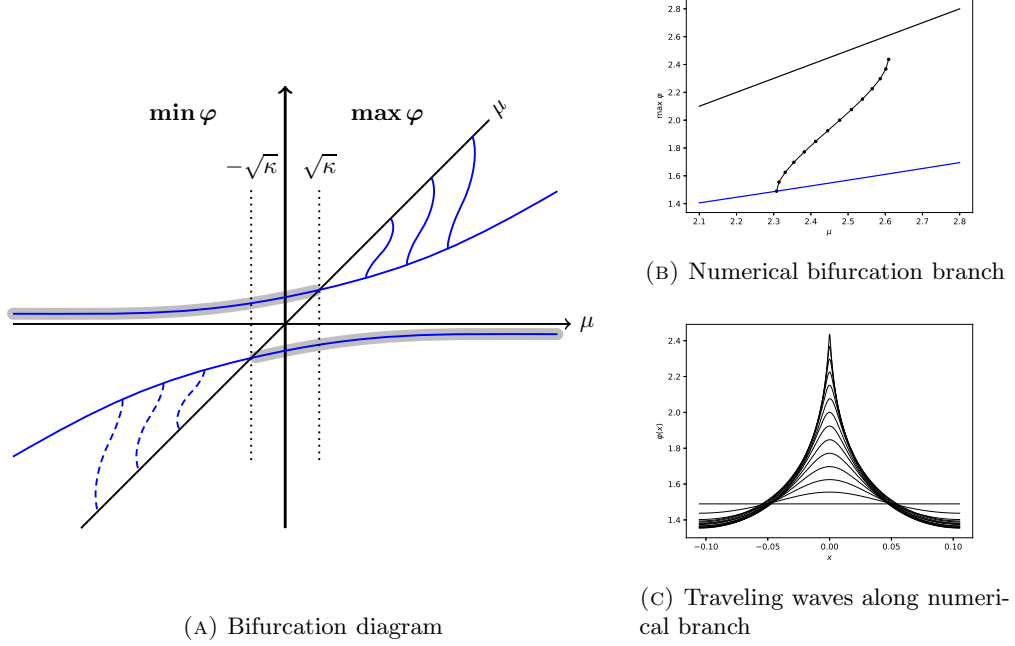 min φ
max φ
μ
−√κ
√κ
μ
(A) Bifurcation diagram
2.8
2.6
2.4
2.2
2.0
1.8
1.6
1.4
max φ
2.1
2.2
2.3
2.4
2.5
2.6
2.7
2.8
μ
(B) Numerical bifurcation branch
2.4
2.2
2.0
1.8
1.6
1.4
φ(x)
−0.10
−0.05
0.00
0.05
0.10
x
(C) Traveling waves along numeri-
cal branch